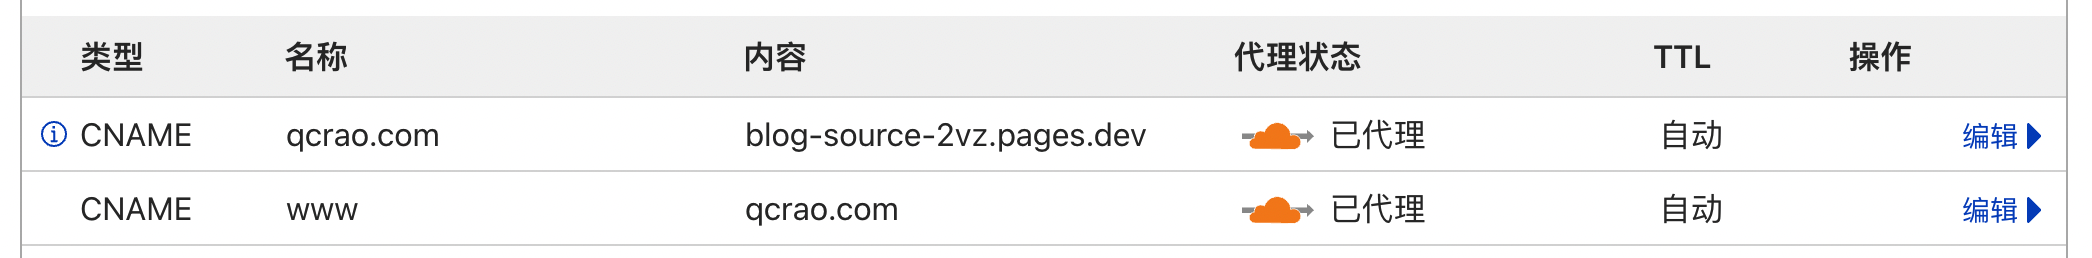 类型 名称 内容 代理状态 TTL 操作
CNAME qcrao.com blog-source-2vz.pages.dev 已代理 自动 编辑
CNAME www qcrao.com 已代理 自动 编辑